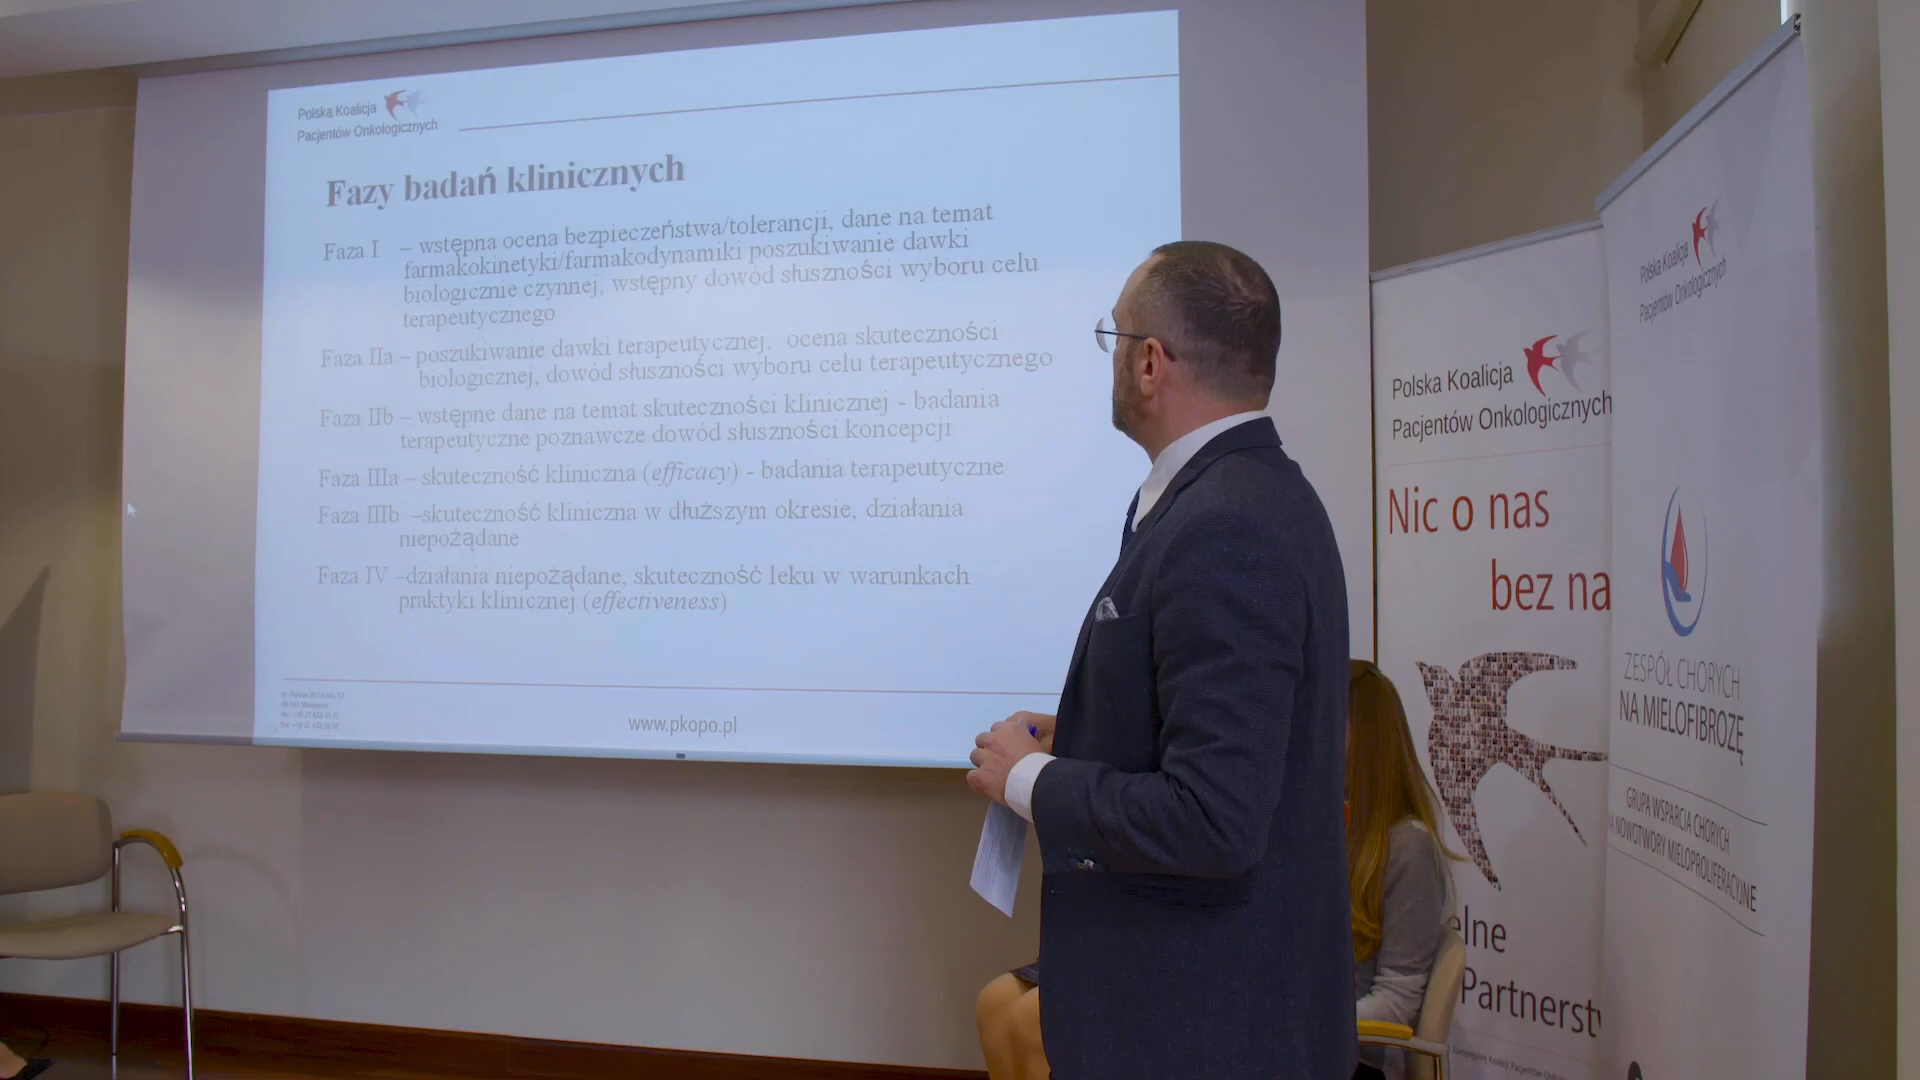 Polska Koalicja
Pacjentów Onkologicznych
Fazy badań klinicznych
Faza I – wstępna ocena bezpieczeństwa/tolerancji, dane na temat
farmakokinetyki/farmakodynamiki poszukiwanie dawki
biologicznie czynnej, wstępny dowód słuszności wyboru celu
terapeutycznego
Faza IIa – poszukiwanie dawki terapeutycznej, ocena skuteczności
biologicznej, dowód słuszności wyboru celu terapeutycznego
Faza IIb – wstępne dane na temat skuteczności klinicznej - badania
terapeutyczne poznawcze dowód słuszności koncepcji
Faza IIIa – skuteczność kliniczna (efficacy) - badania terapeutyczne
Faza IIIb –skuteczność kliniczna w dłuższym okresie, działania
niepożądane
Faza IV –działania niepożądane, skuteczność leku w warunkach
praktyki klinicznej (effectiveness)
www.pkopo.pl
Polska Koalicja
Pacjentów Onkologicznych
Nic o nas
bez na
elne
Partnerst
Polska Koalicja
Pacjentów Onkologicznych
ZESPÓŁ CHORYCH
NA MIELOFIBROZĘ
GRUPA WSPARCIA CHORYCH
NOWOTWORY MIELOPROLIFERACYJNE